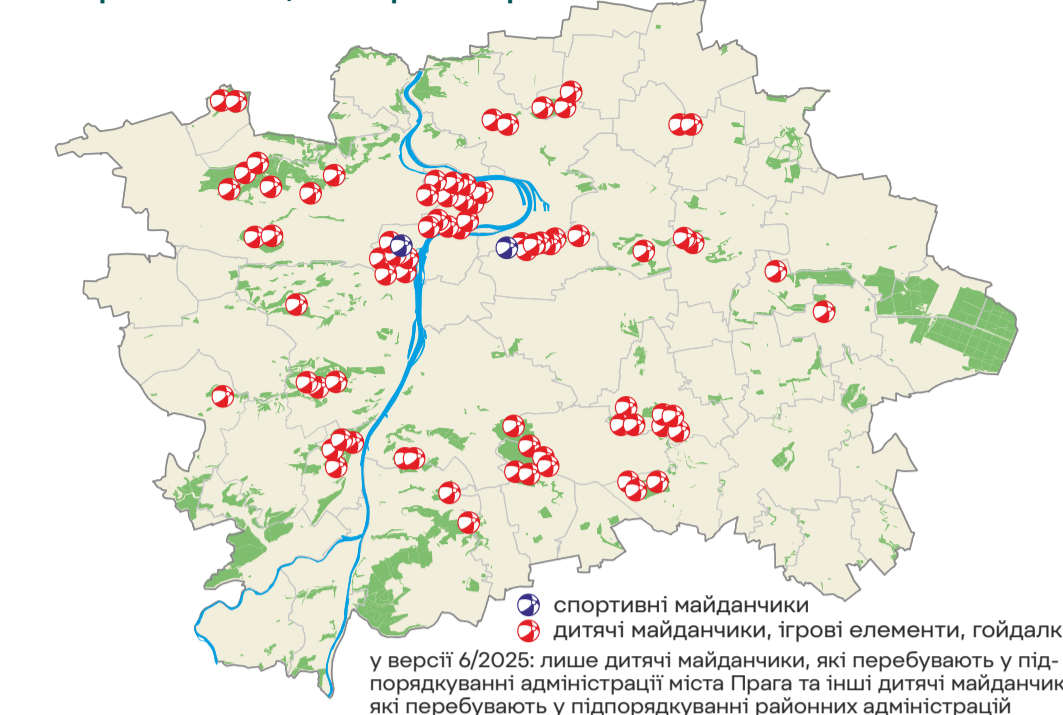 спортивні майданчики
дитячі майданчики, ігрові елементи, гойдалк
у версії 6/2025: лише дитячі майданчики, які перебувають у під-
порядкуванні адміністрації міста Прага та інші дитячі майданчик
які перебувають у підпорядкуванні районних адміністрацій